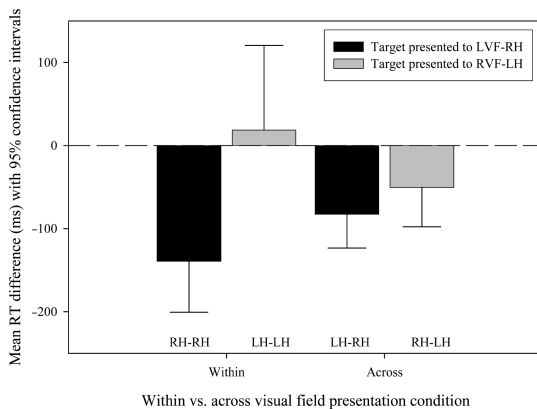 Mean RT difference (ms) with 95% confidence intervals
100
0
−100
−200
Target presented to LVF-RH
Target presented to RVF-LH
RH-RH LH-LH LH-RH RH-LH
Within Across
Within vs. across visual field presentation condition